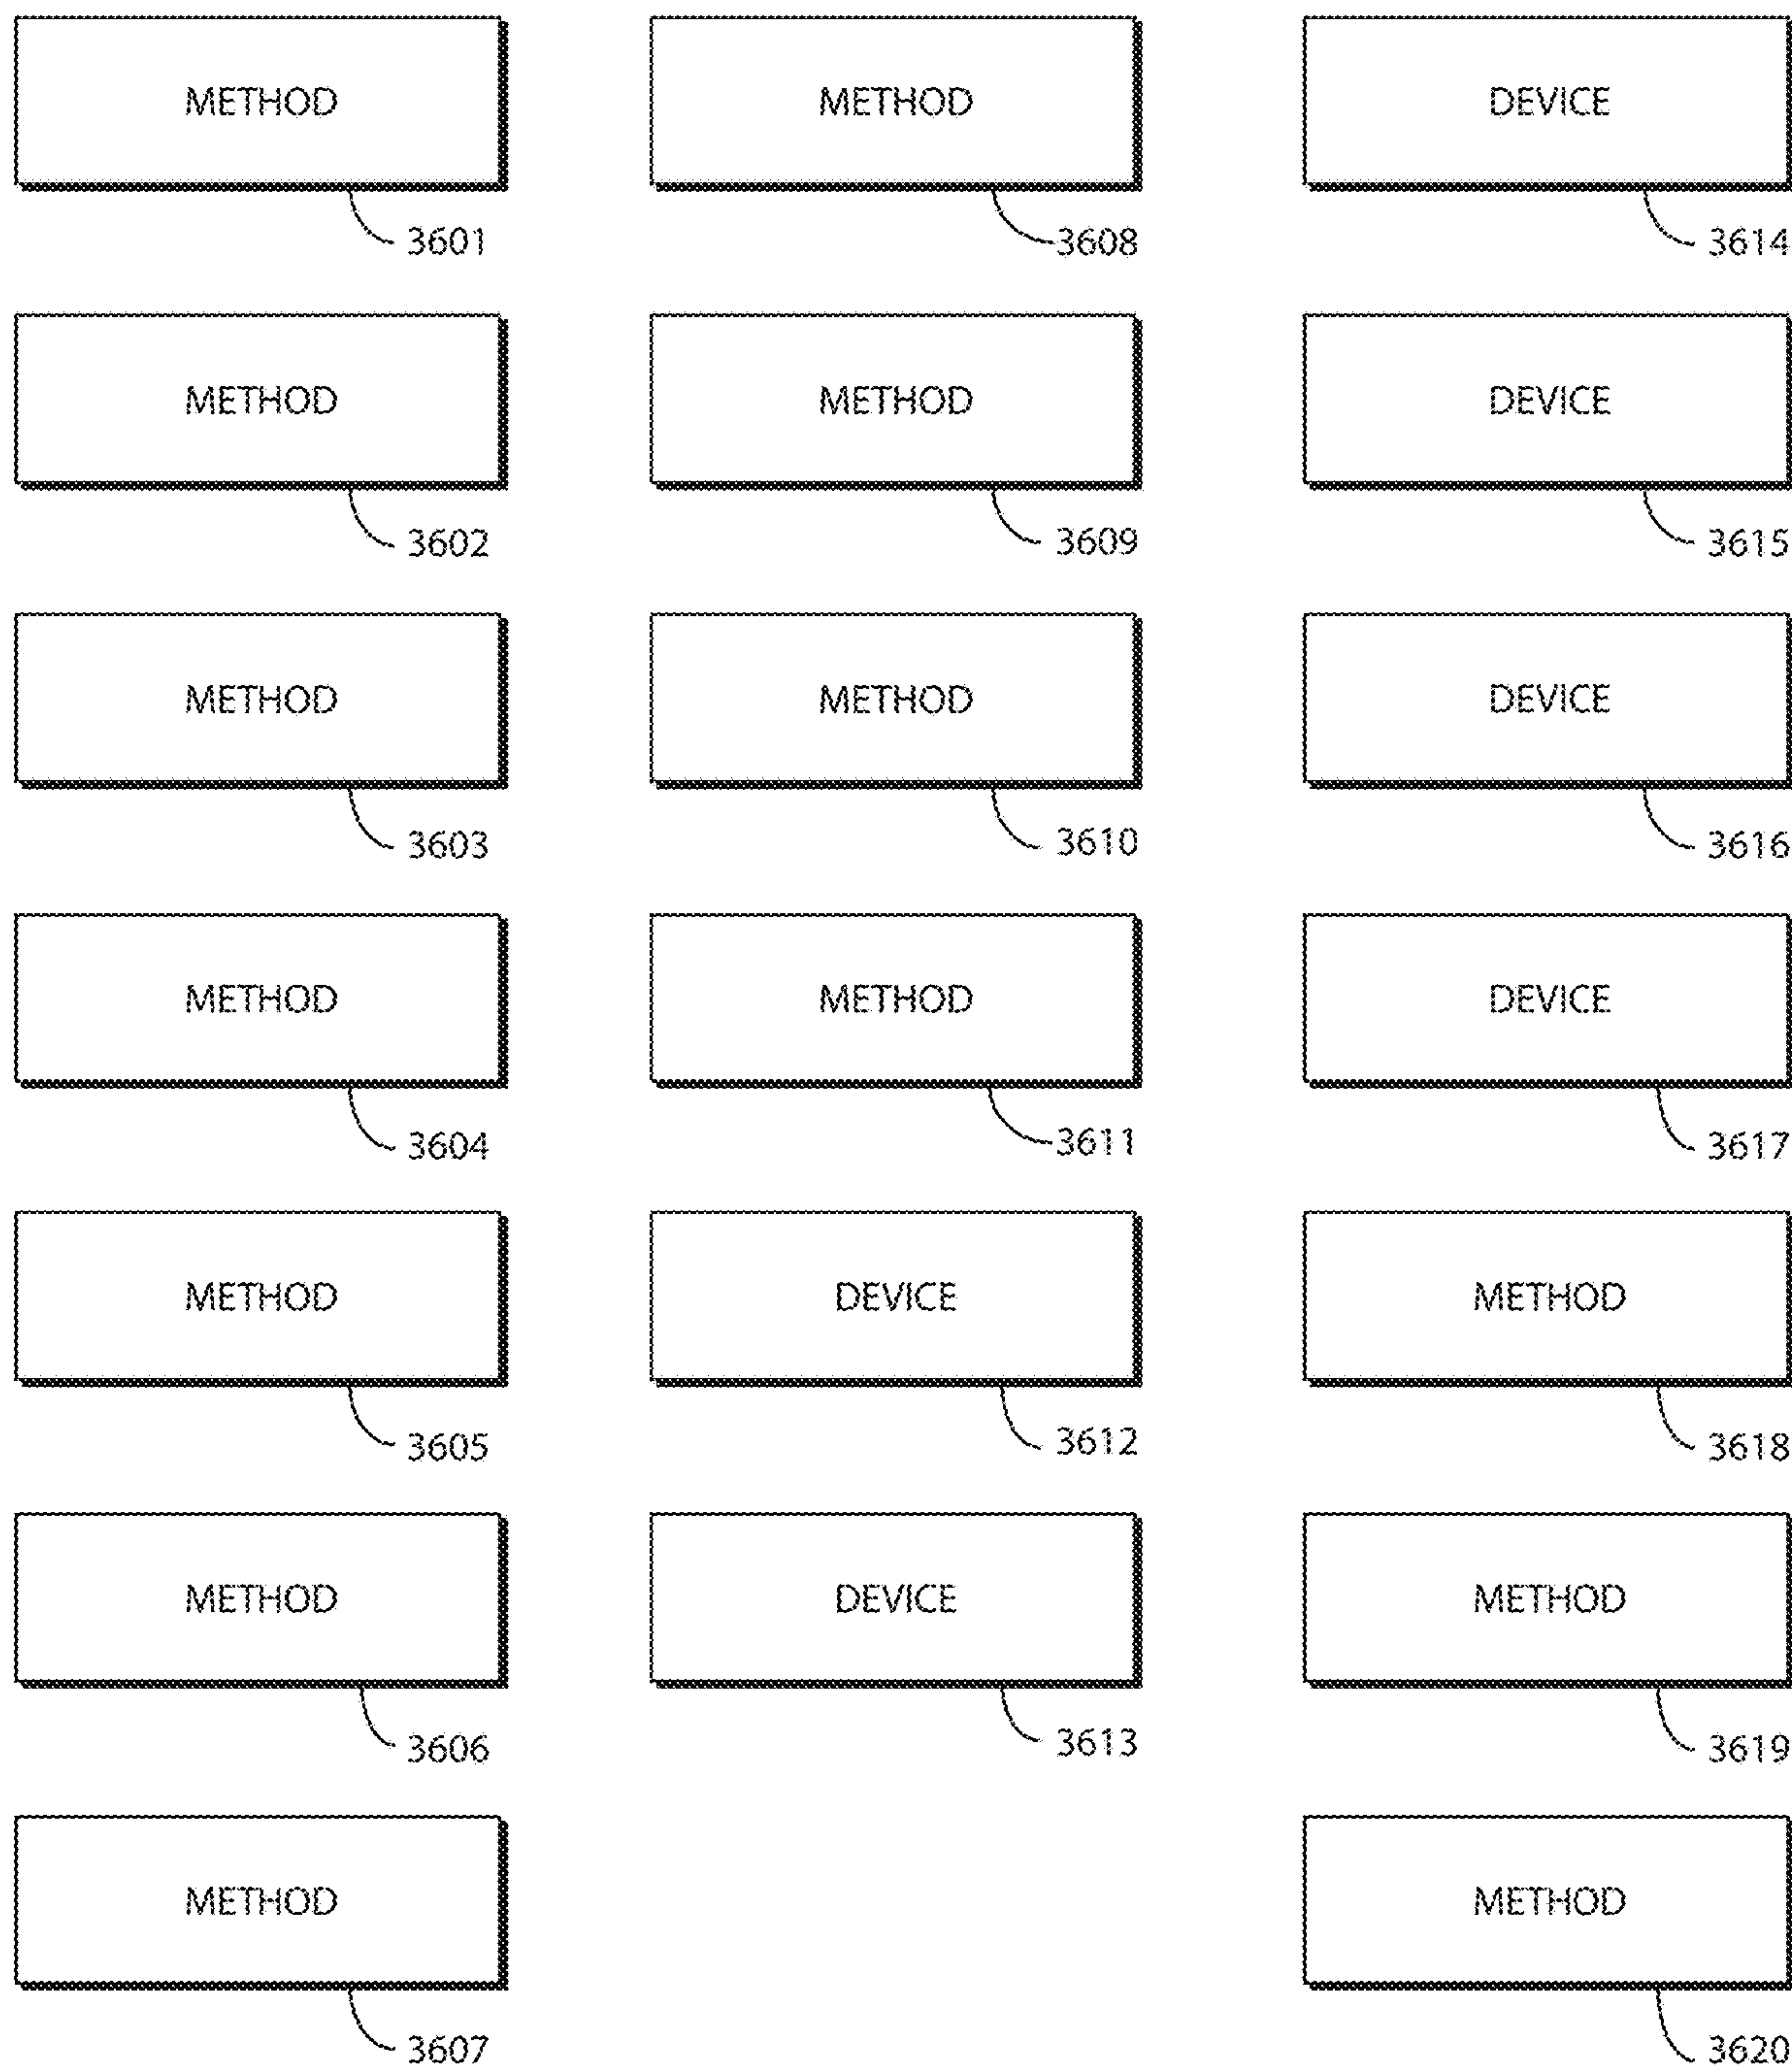 METHOD
3601
METHOD
3602
METHOD
3603
METHOD
3604
METHOD
3605
METHOD
3606
METHOD
3607
METHOD
3608
METHOD
3609
METHOD
3610
METHOD
3611
DEVICE
3612
DEVICE
3613
DEVICE
3614
DEVICE
3615
DEVICE
3616
DEVICE
3617
METHOD
3618
METHOD
3619
METHOD
3620